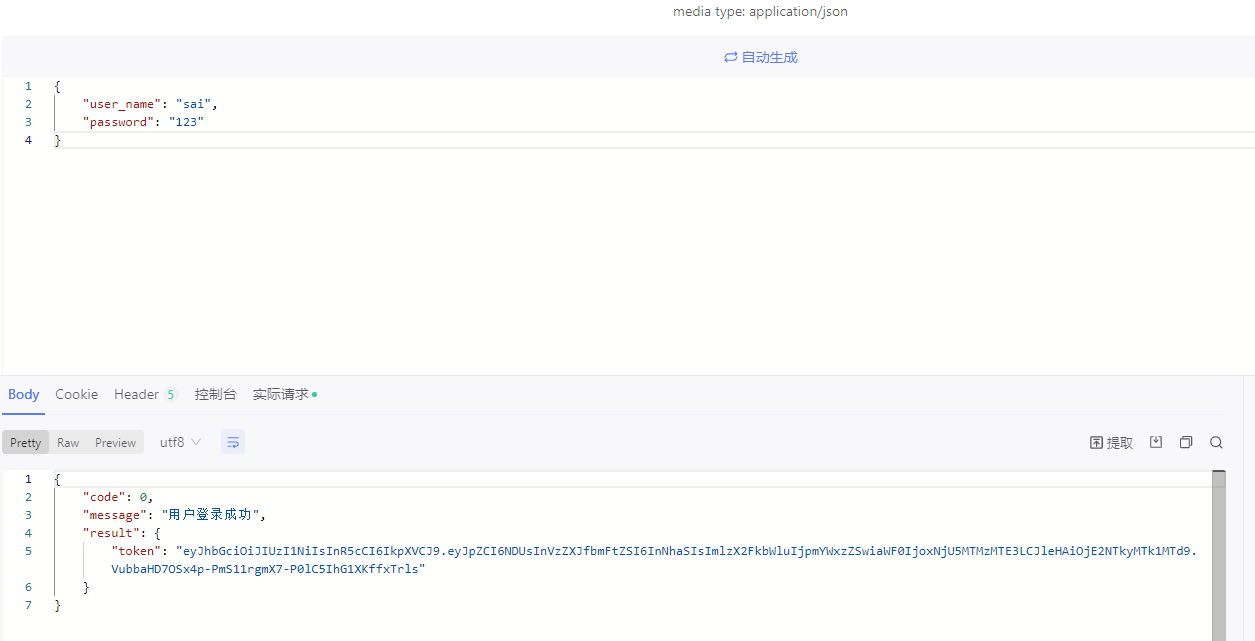 media type: application/json
自动生成
1 {
2 "user_name": "sai",
3 "password": "123"
4 }
Body Cookie Header 5 控制台 实际请求
Pretty Raw Preview utf8 提取
1 {
2 "code": 0,
3 "message": "用户登录成功",
4 "result": {
5 "token": "eyJhbGciOiJIUzI1NiIsInR5cCI6IkpXVCJ9.eyJpZCI6NDUsInVzZXJfbmFtZSI6InNhaSIsImlzX2FkbWluIjpmYWxzZSwiaWF0IjoxNjU5MTMzMTE3LCJleHAiOjE2NTkyMTk1MTd9.
VubbaHD7OSx4p-PmS11rgmX7-P0lC5IhG1XKffxTrls"
6 }
7 }